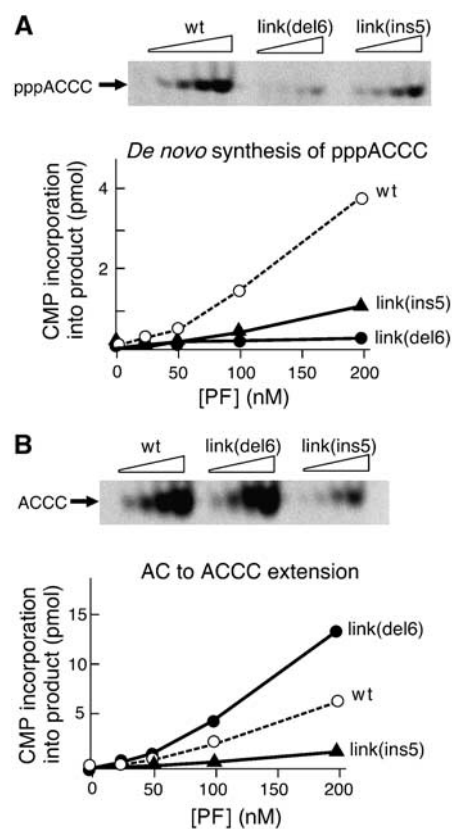 A
wt link(del6) link(ins5)
pppACCC
De novo synthesis of pppACCC
CMP incorporation
into product (pmol)
4
2
wt
link(ins5)
link(del6)
0 50 100 150 200
[PF] (nM)
B
wt link(del6) link(ins5)
ACCC
AC to ACCC extension
CMP incorporation
into product (pmol)
15
10
5
link(del6)
wt
link(ins5)
0 50 100 150 200
[PF] (nM)